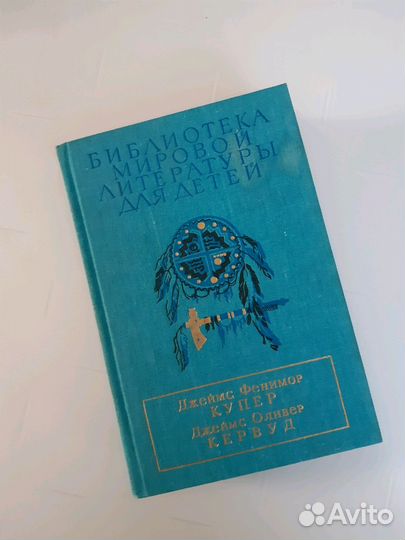 БИБЛИОТЕКА
МИРОВОЙ
ЛИТЕРАТУРЫ
ДЛЯ ДЕТЕЙ
Джеймс Фенимор
КУПЕР
Джеймс Оливер
КЕРВУД
Avito